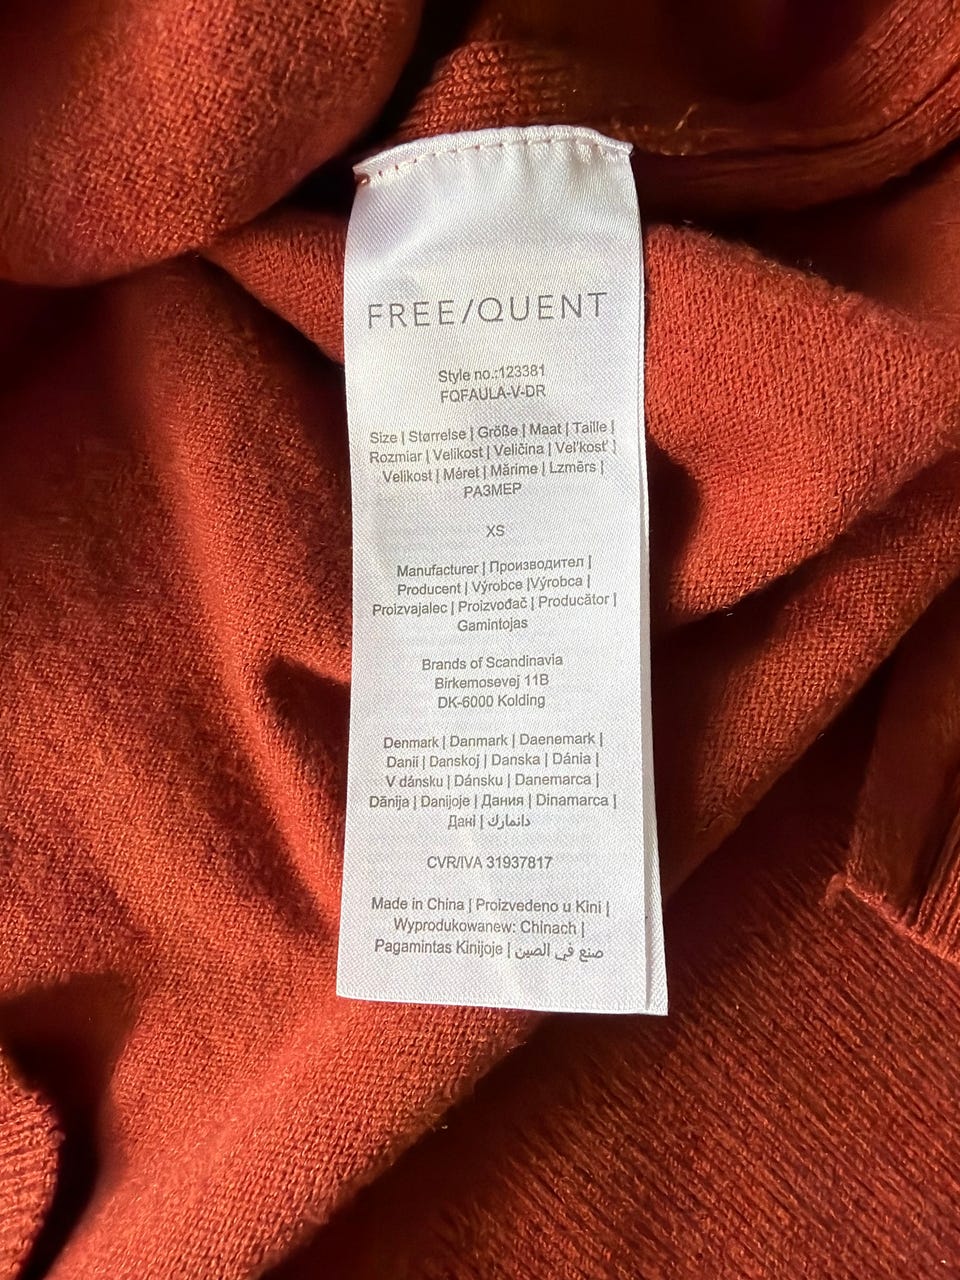 FREE/QUENT
Style no.:123381
FQFAULA-V-DR
Size | Størrelse | Größe | Maat | Taille |
Rozmiar | Velikost | Veličina | Veľkosť |
Velikost | Méret | Mărime | Lzmērs |
РАЗМЕР
XS
Manufacturer | Производител |
Producent | Výrobce |Výrobca |
Proizvajalec | Proizvođač | Producător |
Gamintojas
Brands of Scandinavia
Birkemosevej 11B
DK-6000 Kolding
Denmark | Danmark | Daenemark |
Danii | Danskoj | Danska | Dánia |
V dánsku | Dánsku | Danemarca |
Dānija | Danijoje | Дания | Dinamarca |
Дані | دانمارك
CVR/IVA 31937817
Made in China | Proizvedeno u Kini |
Wyprodukowanew: Chinach |
Pagamintas Kinijoje | صنع في الصين